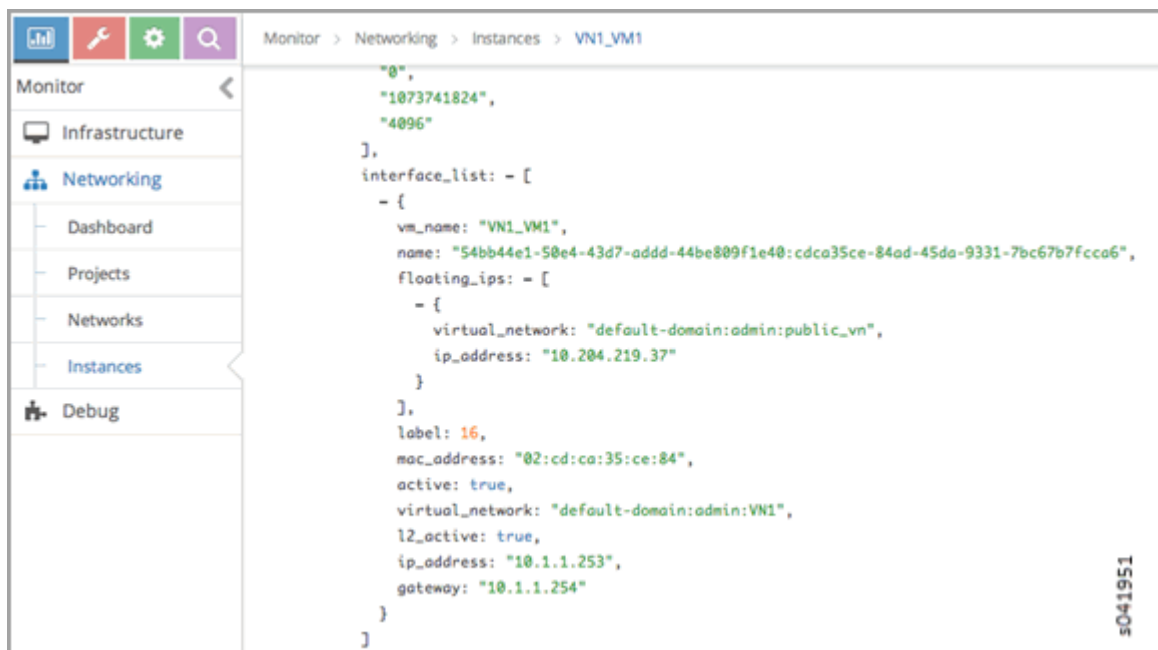 Monitor > Networking > Instances > VN1_VM1
Monitor
Infrastructure
Networking
Dashboard
Projects
Networks
Instances
Debug
"0",
"1073741824",
"4096"
],
interface_list: - [
- {
vm_name: "VN1_VM1",
name: "54bb44e1-50e4-43d7-addd-44be809f1e40:cdca35ce-84ad-45da-9331-7bc67b7fcca6",
floating_ips: - [
- {
virtual_network: "default-domain:admin:public_vn",
ip_address: "10.204.219.37"
}
],
label: 16,
mac_address: "02:cd:ca:35:ce:84",
active: true,
virtual_network: "default-domain:admin:VN1",
l2_active: true,
ip_address: "10.1.1.253",
gateway: "10.1.1.254"
}
]
s041951